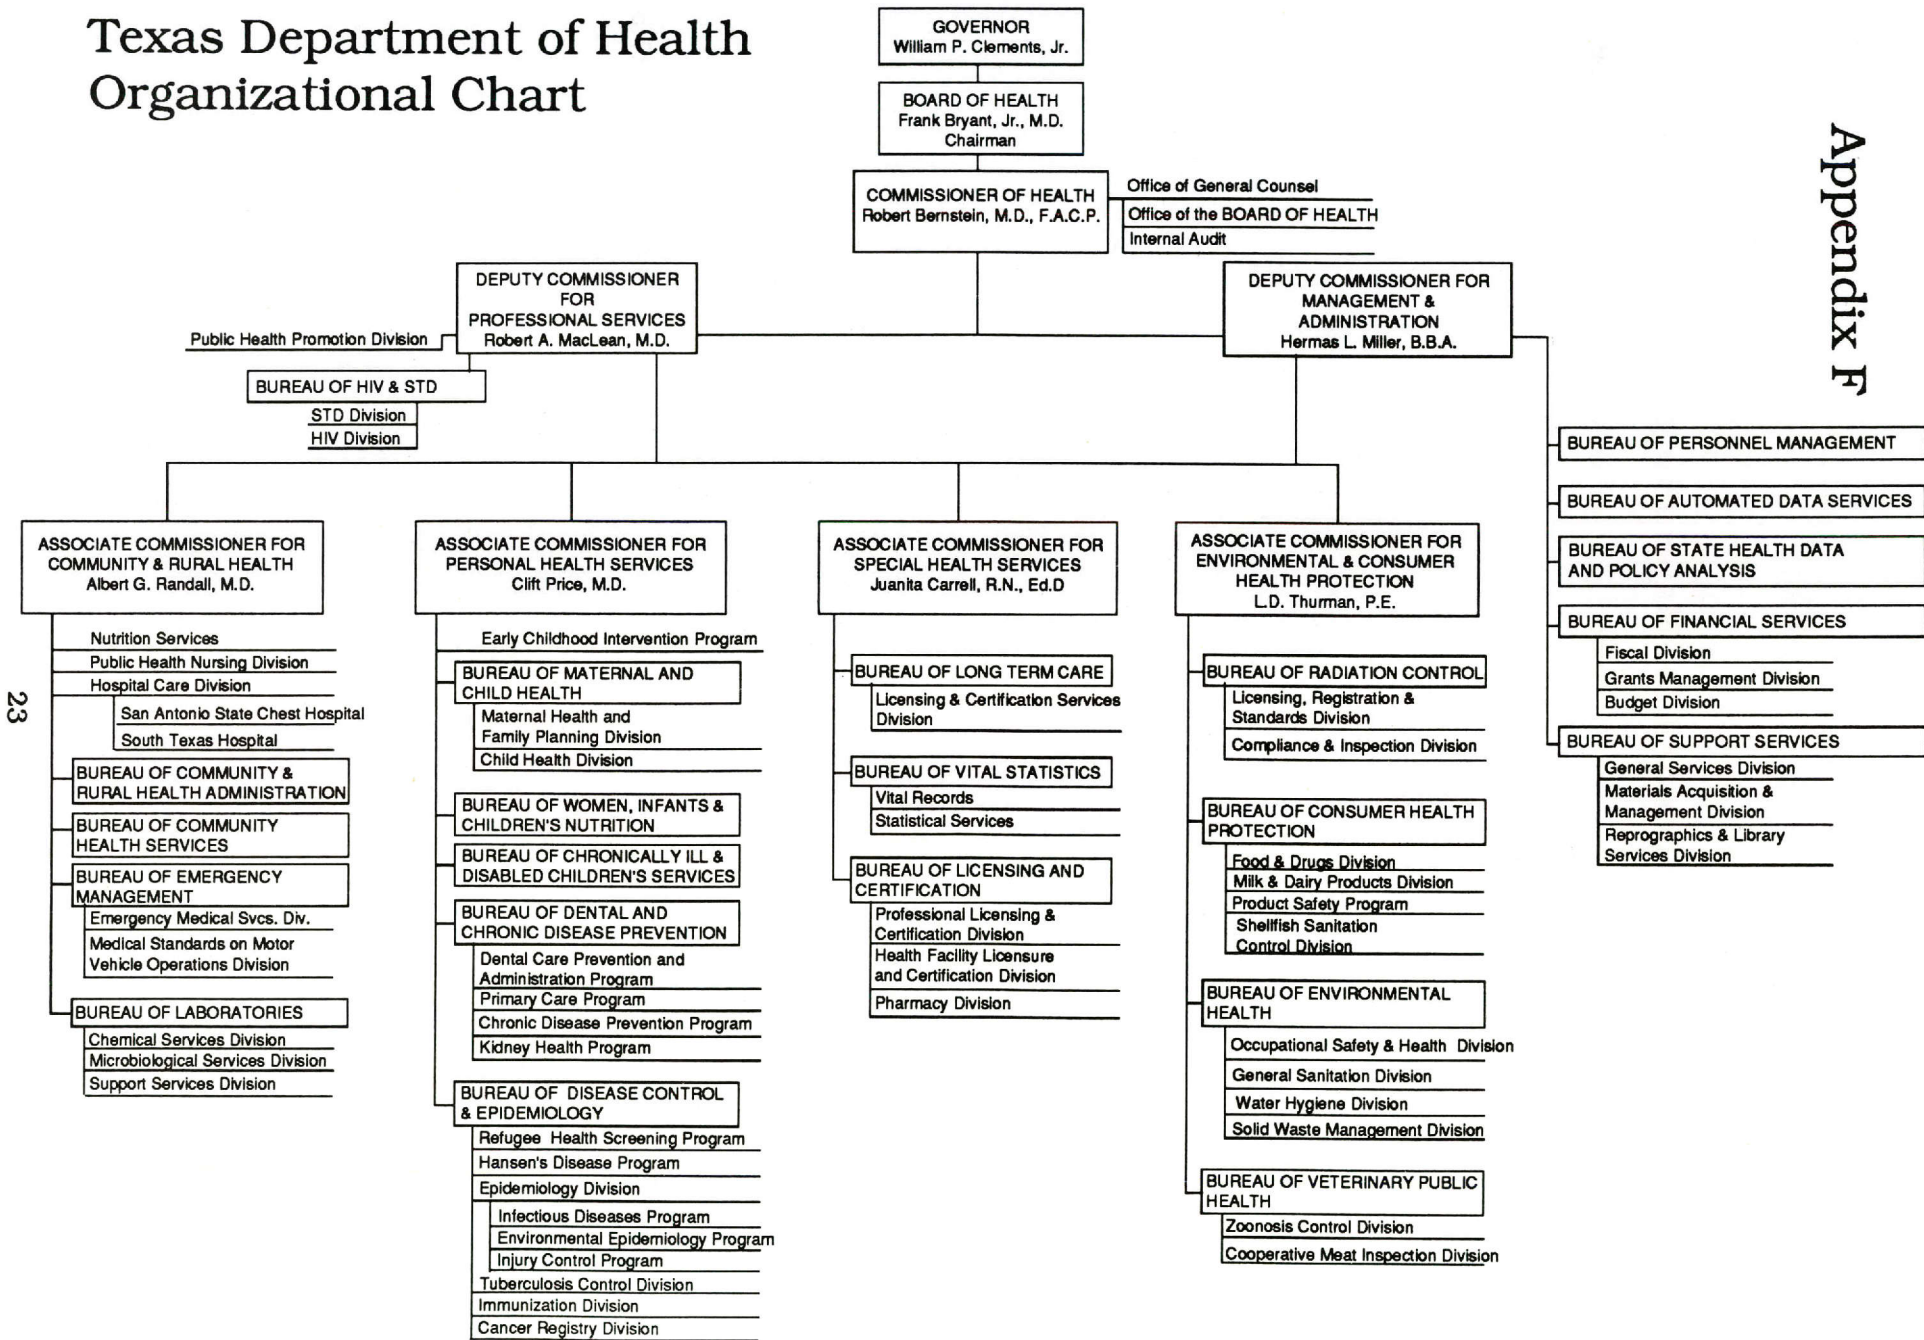 Texas Department of Health
Organizational Chart
Appendix F
23
GOVERNOR
William P. Clements, Jr.
BOARD OF HEALTH
Frank Bryant, Jr., M.D.
Chairman
COMMISSIONER OF HEALTH
Robert Bernstein, M.D., F.A.C.P.
Office of General Counsel
Office of the BOARD OF HEALTH
Internal Audit
DEPUTY COMMISSIONER
FOR
PROFESSIONAL SERVICES
Robert A. MacLean, M.D.
Public Health Promotion Division
BUREAU OF HIV & STD
STD Division
HIV Division
DEPUTY COMMISSIONER FOR
MANAGEMENT &
ADMINISTRATION
Hermas L. Miller, B.B.A.
ASSOCIATE COMMISSIONER FOR
COMMUNITY & RURAL HEALTH
Albert G. Randall, M.D.
Nutrition Services
Public Health Nursing Division
Hospital Care Division
San Antonio State Chest Hospital
South Texas Hospital
BUREAU OF COMMUNITY &
RURAL HEALTH ADMINISTRATION
BUREAU OF COMMUNITY
HEALTH SERVICES
BUREAU OF EMERGENCY
MANAGEMENT
Emergency Medical Svcs. Div.
Medical Standards on Motor
Vehicle Operations Division
BUREAU OF LABORATORIES
Chemical Services Division
Microbiological Services Division
Support Services Division
ASSOCIATE COMMISSIONER FOR
PERSONAL HEALTH SERVICES
Clift Price, M.D.
Early Childhood Intervention Program
BUREAU OF MATERNAL AND
CHILD HEALTH
Maternal Health and
Family Planning Division
Child Health Division
BUREAU OF WOMEN, INFANTS &
CHILDREN'S NUTRITION
BUREAU OF CHRONICALLY ILL &
DISABLED CHILDREN'S SERVICES
BUREAU OF DENTAL AND
CHRONIC DISEASE PREVENTION
Dental Care Prevention and
Administration Program
Primary Care Program
Chronic Disease Prevention Program
Kidney Health Program
BUREAU OF DISEASE CONTROL
& EPIDEMIOLOGY
Refugee Health Screening Program
Hansen's Disease Program
Epidemiology Division
Infectious Diseases Program
Environmental Epidemiology Program
Injury Control Program
Tuberculosis Control Division
Immunization Division
Cancer Registry Division
ASSOCIATE COMMISSIONER FOR
SPECIAL HEALTH SERVICES
Juanita Carrell, R.N., Ed.D
BUREAU OF LONG TERM CARE
Licensing & Certification Services
Division
BUREAU OF VITAL STATISTICS
Vital Records
Statistical Services
BUREAU OF LICENSING AND
CERTIFICATION
Professional Licensing &
Certification Division
Health Facility Licensure
and Certification Division
Pharmacy Division
ASSOCIATE COMMISSIONER FOR
ENVIRONMENTAL & CONSUMER
HEALTH PROTECTION
L.D. Thurman, P.E.
BUREAU OF RADIATION CONTROL
Licensing, Registration &
Standards Division
Compliance & Inspection Division
BUREAU OF CONSUMER HEALTH
PROTECTION
Food & Drugs Division
Milk & Dairy Products Division
Product Safety Program
Shellfish Sanitation
Control Division
BUREAU OF ENVIRONMENTAL
HEALTH
Occupational Safety & Health Division
General Sanitation Division
Water Hygiene Division
Solid Waste Management Division
BUREAU OF VETERINARY PUBLIC
HEALTH
Zoonosis Control Division
Cooperative Meat Inspection Division
BUREAU OF PERSONNEL MANAGEMENT
BUREAU OF AUTOMATED DATA SERVICES
BUREAU OF STATE HEALTH DATA
AND POLICY ANALYSIS
BUREAU OF FINANCIAL SERVICES
Fiscal Division
Grants Management Division
Budget Division
BUREAU OF SUPPORT SERVICES
General Services Division
Materials Acquisition &
Management Division
Reprographics & Library
Services Division